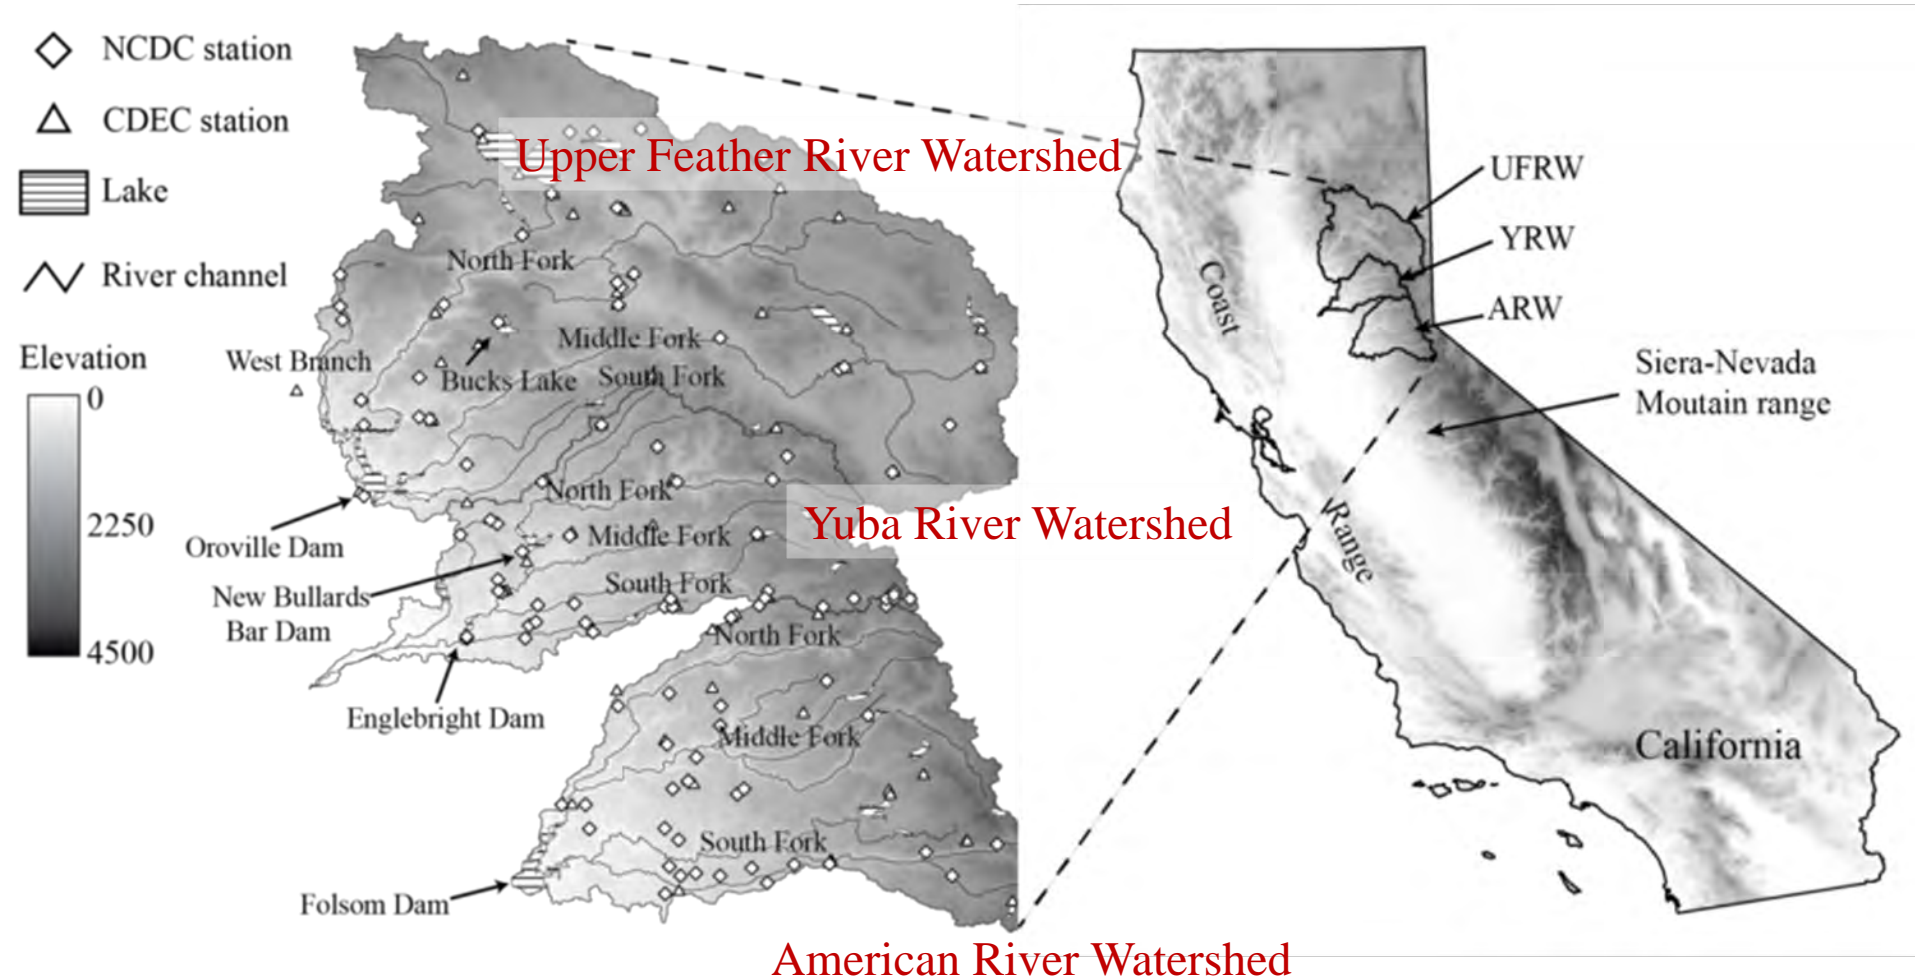 NCDC station
CDEC station
Lake
River channel
Elevation
0
2250
4500
Upper Feather River Watershed
North Fork
Middle Fork
West Branch
Bucks Lake
South Fork
North Fork
Oroville Dam
Middle Fork
Yuba River Watershed
New Bullards
Bar Dam
South Fork
North Fork
Englebright Dam
Middle Fork
South Fork
Folsom Dam
American River Watershed
UFRW
YRW
ARW
Coast
Range
Siera-Nevada
Moutain range
California